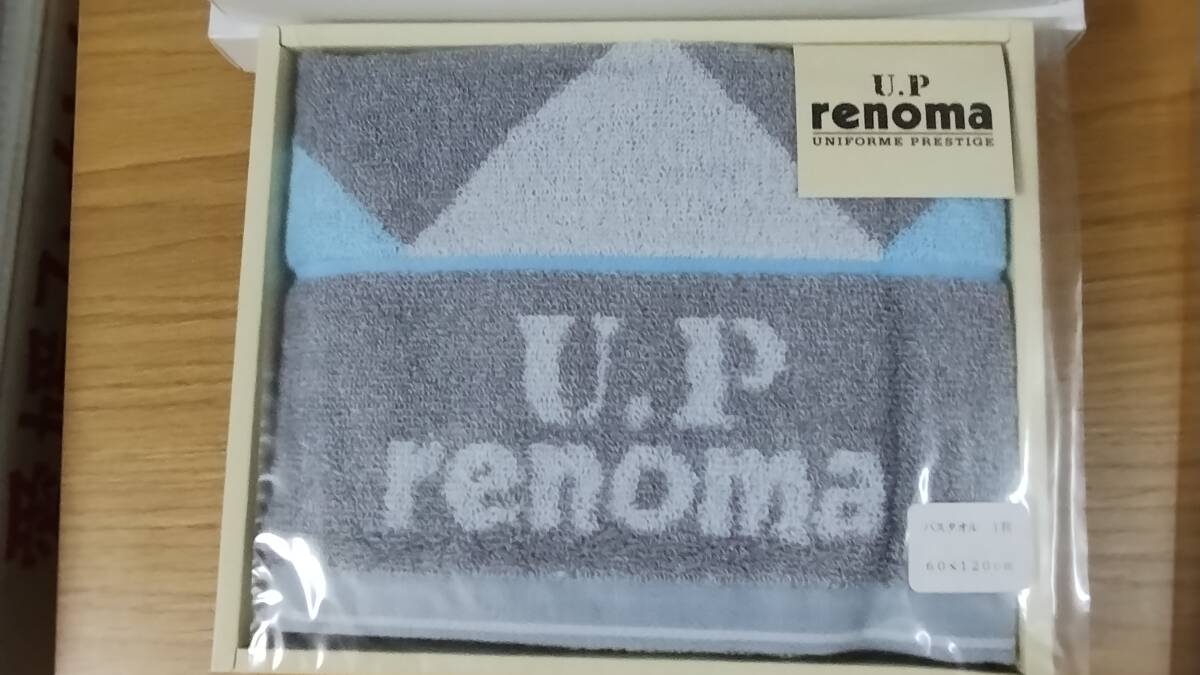 U.P
renoma
UNIFORME PRESTIGE
U.P
renoma
バスタオル 1枚
60×120cm